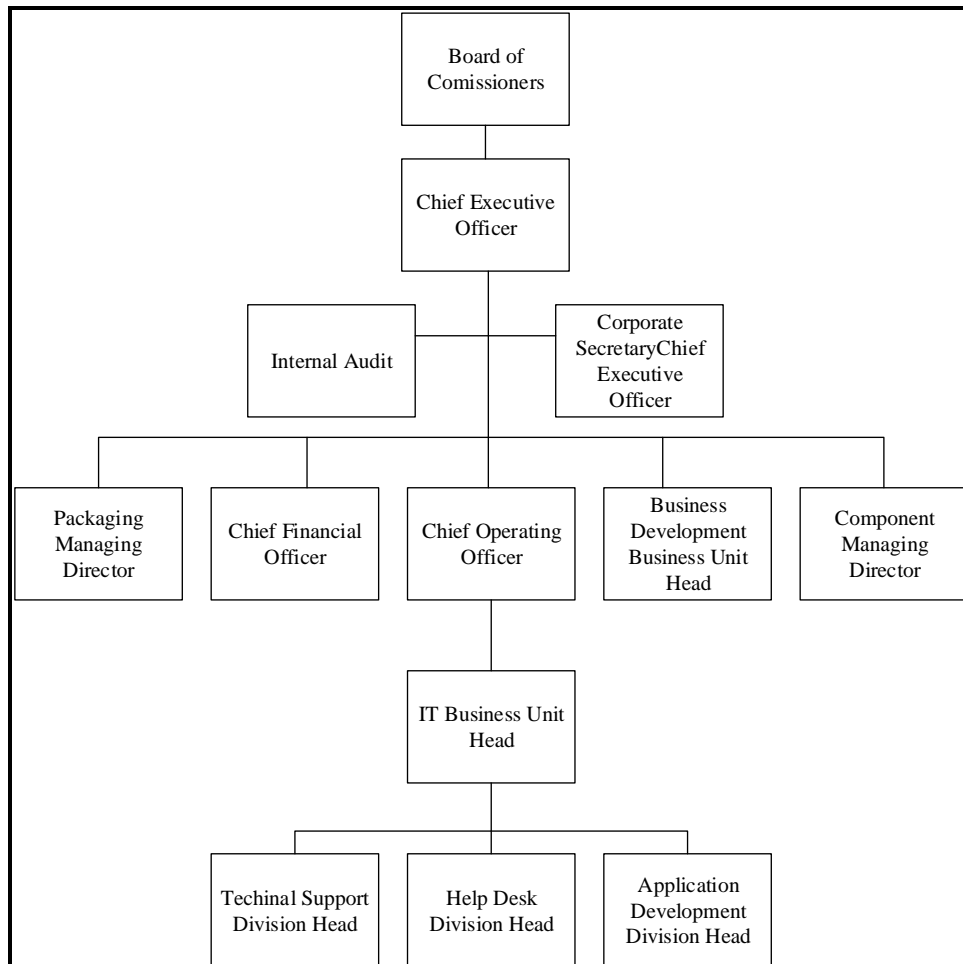 Board of
Comissioners
Chief Executive
Officer
Internal Audit
Corporate
SecretaryChief
Executive
Officer
Packaging
Managing
Director
Chief Financial
Officer
Chief Operating
Officer
Business
Development
Business Unit
Head
Component
Managing
Director
IT Business Unit
Head
Techinal Support
Division Head
Help Desk
Division Head
Application
Development
Division Head